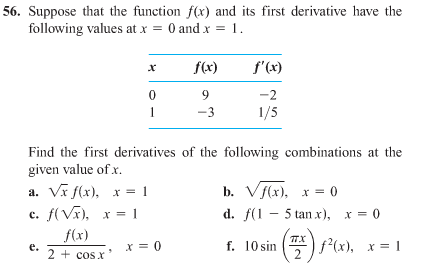 56. Suppose that the function f(x) and its first derivative have the
following values at x = 0 and x = 1.
x f(x) f'(x)
0 9 −2
1 −3 1/5
Find the first derivatives of the following combinations at the
given value of x.
a. √x f(x), x = 1 b. √f(x), x = 0
c. f(√x), x = 1 d. f(1 − 5 tan x), x = 0
e. f(x)/(2 + cos x), x = 0 f. 10 sin (πx/2) f²(x), x = 1